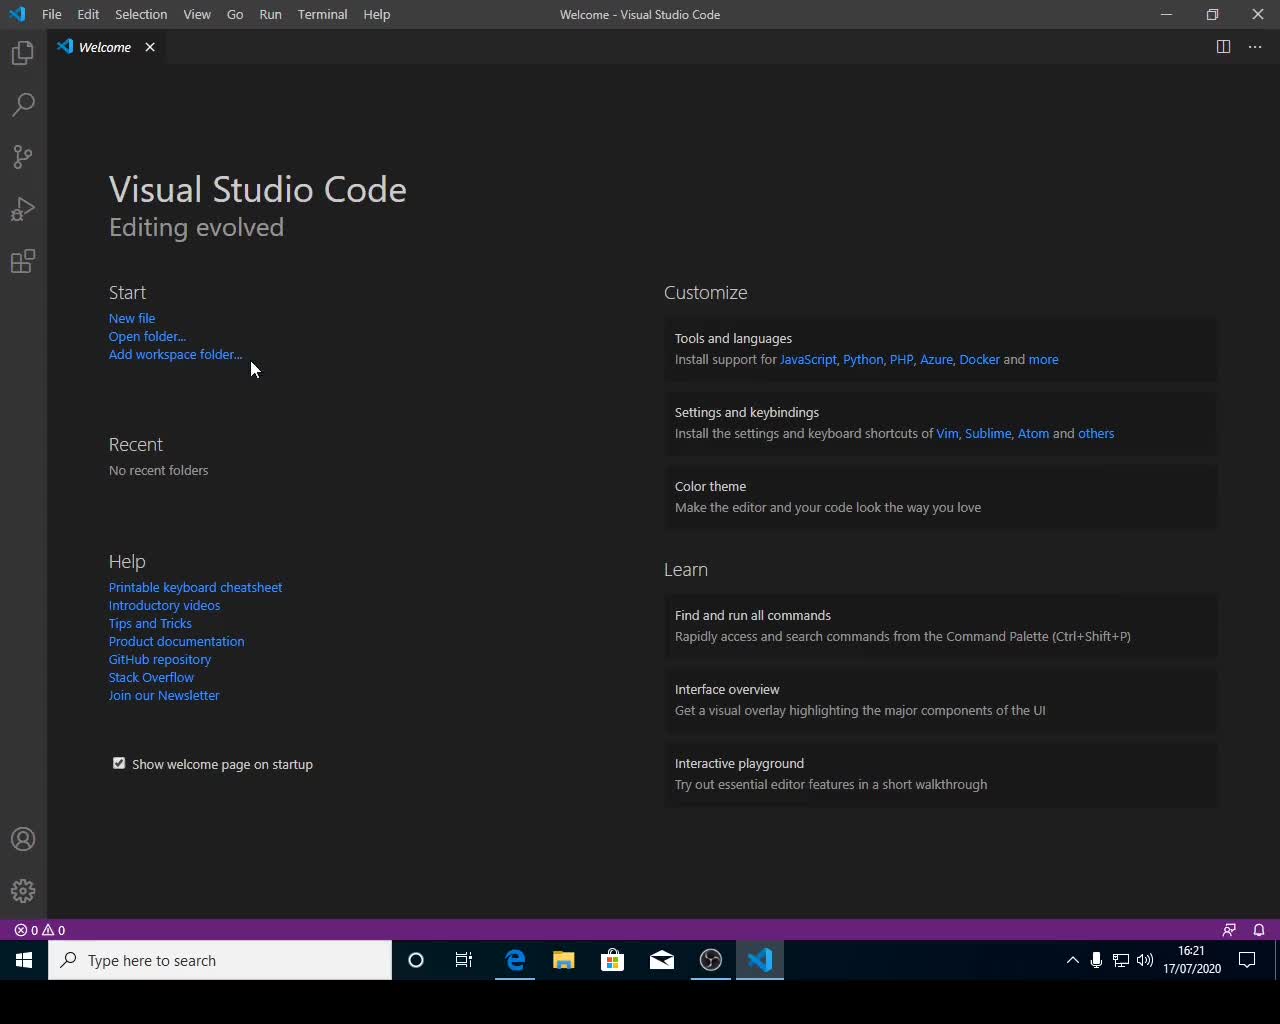 File Edit Selection View Go Run Terminal Help
Welcome - Visual Studio Code
Welcome
Visual Studio Code
Editing evolved
Start
New file
Open folder...
Add workspace folder...
Recent
No recent folders
Help
Printable keyboard cheatsheet
Introductory videos
Tips and Tricks
Product documentation
GitHub repository
Stack Overflow
Join our Newsletter
Show welcome page on startup
Customize
Tools and languages
Install support for JavaScript, Python, PHP, Azure, Docker and more
Settings and keybindings
Install the settings and keyboard shortcuts of Vim, Sublime, Atom and others
Color theme
Make the editor and your code look the way you love
Learn
Find and run all commands
Rapidly access and search commands from the Command Palette (Ctrl+Shift+P)
Interface overview
Get a visual overlay highlighting the major components of the UI
Interactive playground
Try out essential editor features in a short walkthrough
0 0
Type here to search
16:21
17/07/2020